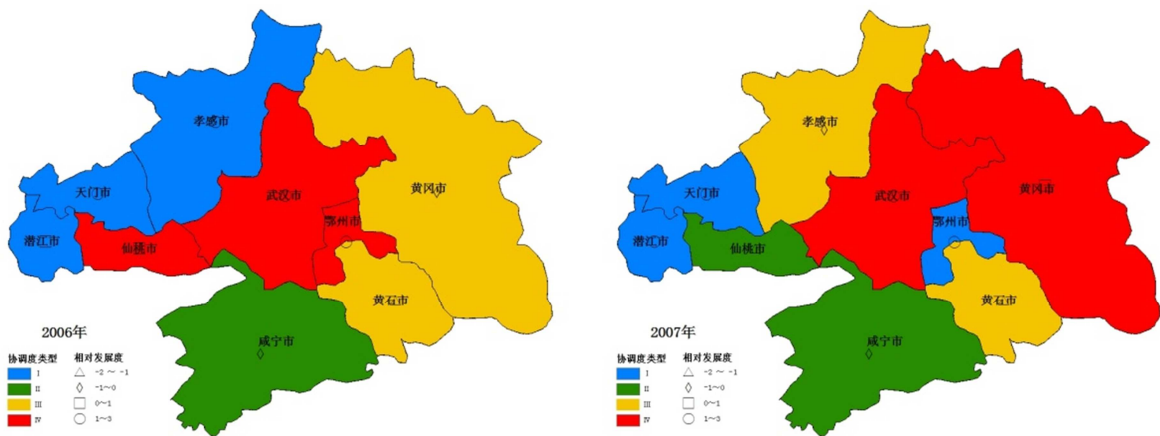 孝感市
天门市
武汉市
黄冈市
潜江市
仙桃市
鄂州市
黄石市
咸宁市
2006年
协调度类型 相对发展度
I -2 ~ -1
II -1~0
III 0~1
IV 1~3
孝感市
天门市
武汉市
黄冈市
潜江市
仙桃市
鄂州市
黄石市
咸宁市
2007年
协调度类型 相对发展度
I -2 ~ -1
II -1~0
III 0~1
IV 1~3